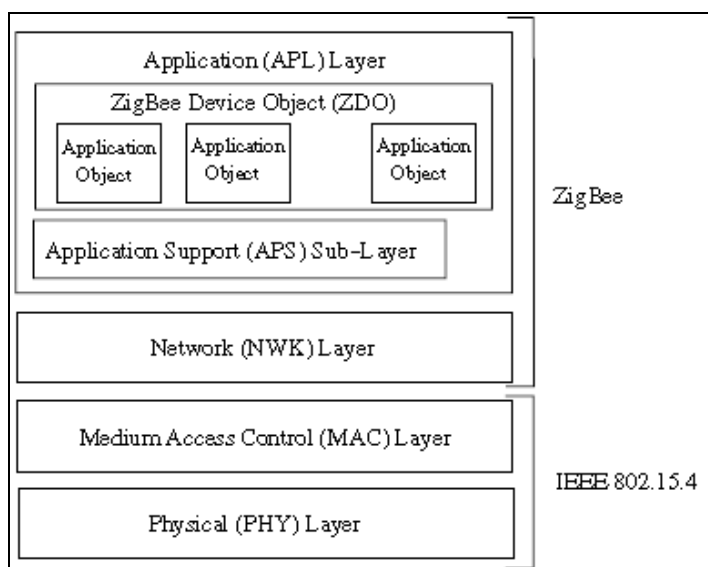 Application (APL) Layer
ZigBee Device Object (ZDO)
Application
Object
Application
Object
Application
Object
Application Support (APS) Sub-Layer
ZigBee
Network (NWK) Layer
Medium Access Control (MAC) Layer
IEEE 802.15.4
Physical (PHY) Layer